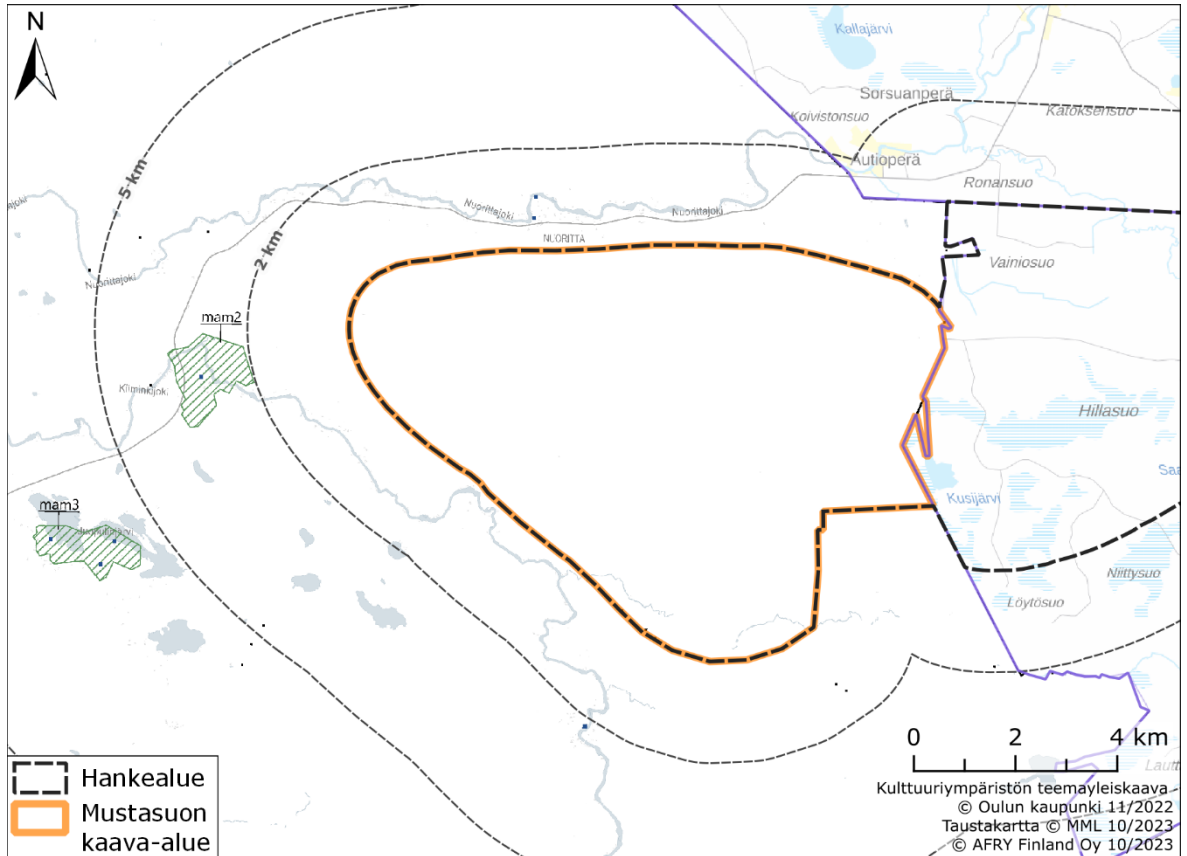 N
Kallajärvi
Sorsuanperä
Koivistonsuo
Katoksensuo
Autioperä
Ronansuo
5 km
Nuorittajoki
Nuorittajoki
2 km
NUORITTA
Vainiosuo
Nuorittajoki
mam2
Kiiminkijoki
Hillasuo
Kusijärvi
mam3
Niittysuo
Löytösuo
0 2 4 km
Hankealue
Mustasuon
kaava-alue
Kulttuuriympäristön teemayleiskaava -
© Oulun kaupunki 11/2022
Taustakartta © MML 10/2023
© AFRY Finland Oy 10/2023